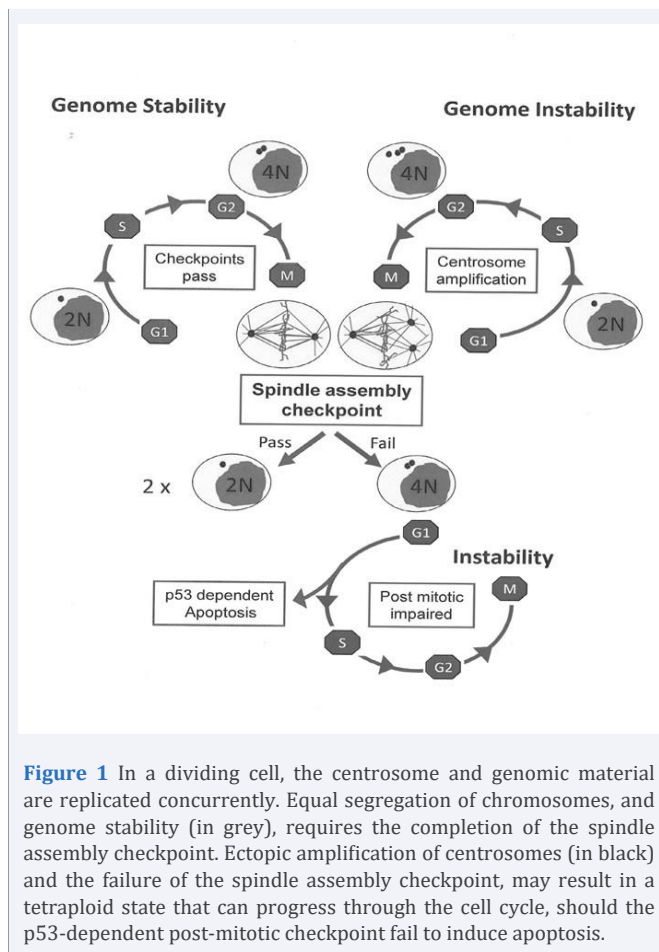 Genome Stability
Genome Instability
4N
4N
G2
G2
S
S
Checkpoints
pass
Centrosome
amplification
M
M
2N
2N
G1
G1
Spindle assembly
checkpoint
Pass
Fail
2 x
2N
4N
G1
Instability
p53 dependent
Apoptosis
Post mitotic
impaired
M
S
G2
Figure 1 In a dividing cell, the centrosome and genomic material
are replicated concurrently. Equal segregation of chromosomes, and
genome stability (in grey), requires the completion of the spindle
assembly checkpoint. Ectopic amplification of centrosomes (in black)
and the failure of the spindle assembly checkpoint, may result in a
tetraploid state that can progress through the cell cycle, should the
p53-dependent post-mitotic checkpoint fail to induce apoptosis.